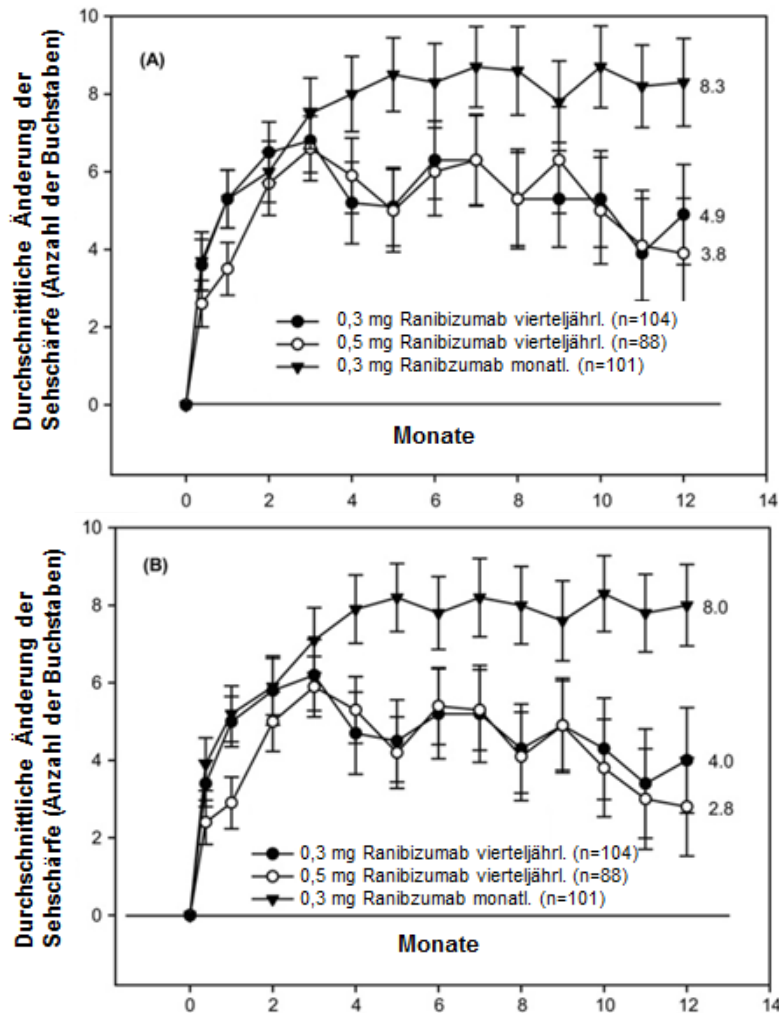 (A)
Durchschnittliche Änderung der
Sehschärfe (Anzahl der Buchstaben)
10
8
6
4
2
0
8.3
4.9
3.8
0,3 mg Ranibizumab vierteljährl. (n=104)
0,5 mg Ranibizumab vierteljährl. (n=88)
0,3 mg Ranibzumab monatl. (n=101)
Monate
0 2 4 6 8 10 12 14
(B)
Durchschnittliche Änderung der
Sehschärfe (Anzahl der Buchstaben)
10
8
6
4
2
0
8.0
4.0
2.8
0,3 mg Ranibizumab vierteljährl. (n=104)
0,5 mg Ranibizumab vierteljährl. (n=88)
0,3 mg Ranibzumab monatl. (n=101)
Monate
0 2 4 6 8 10 12 14